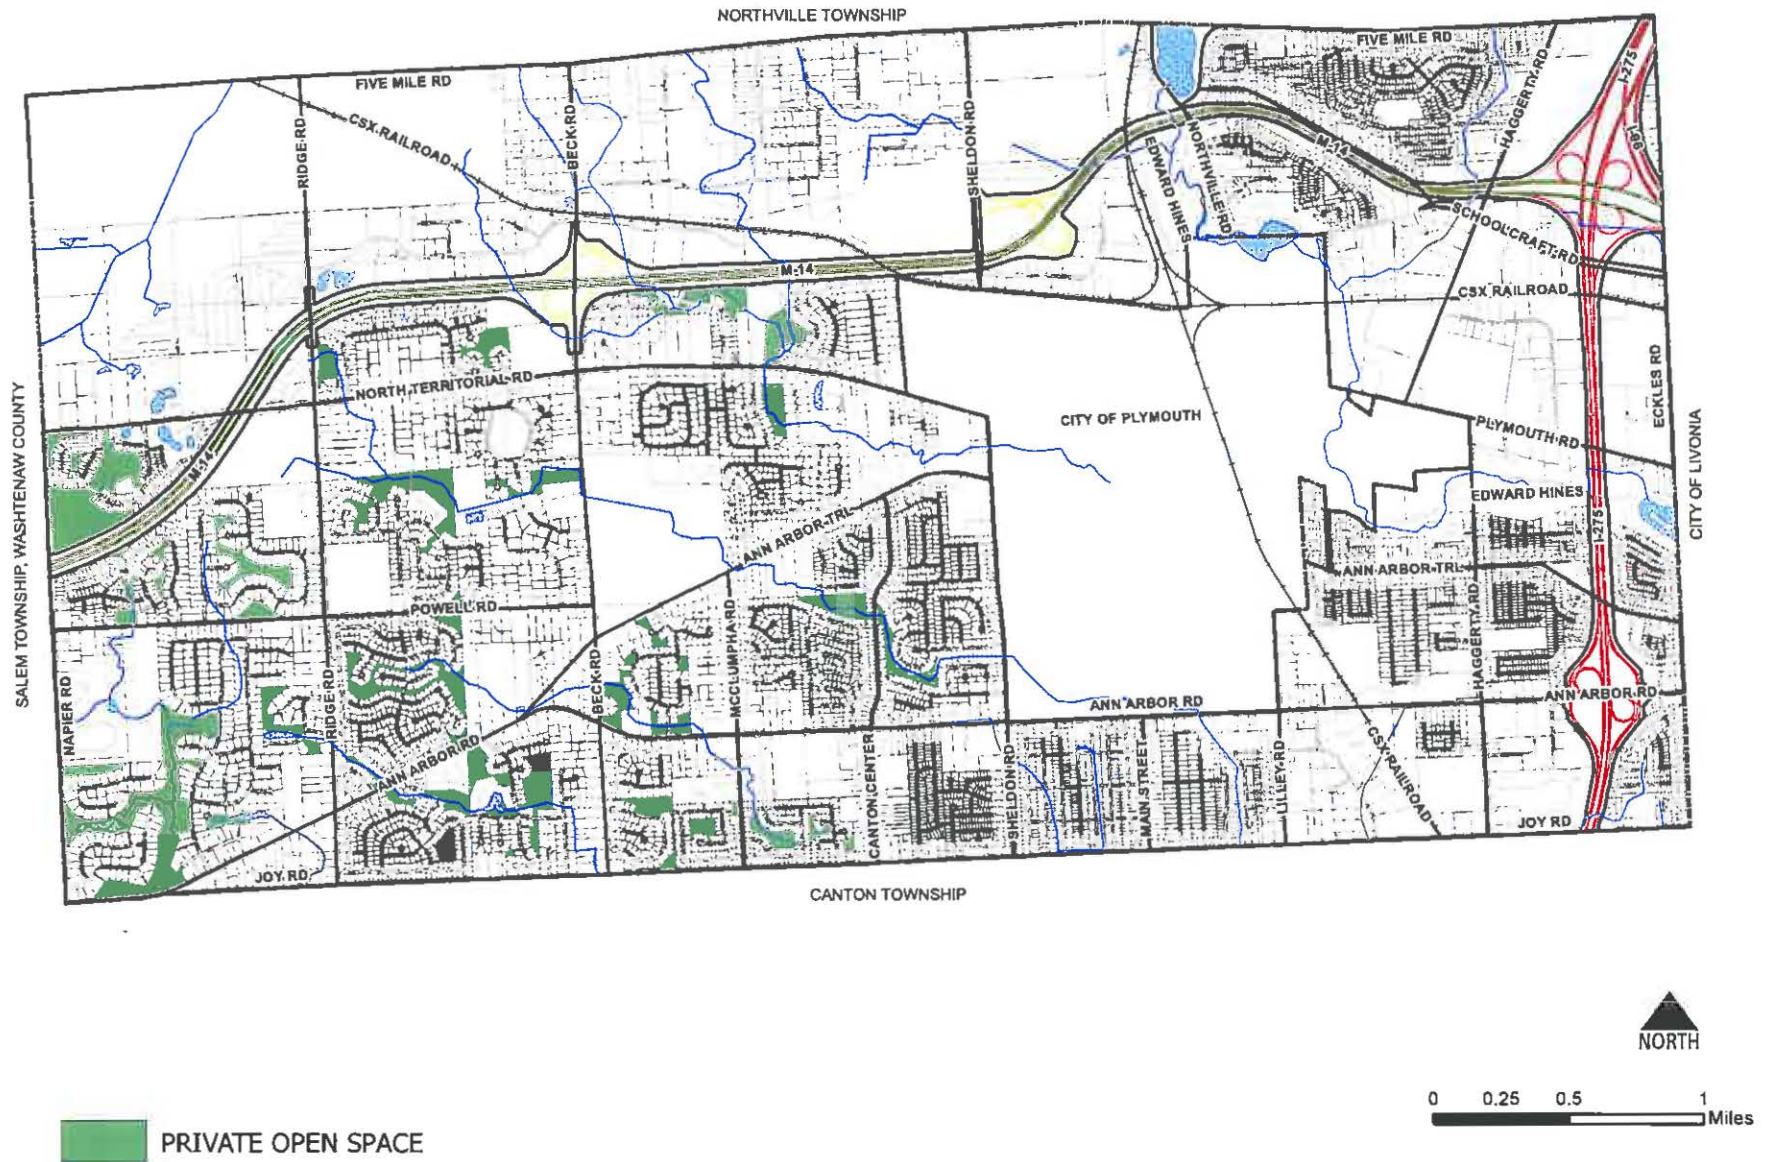 NORTHVILLE TOWNSHIP
FIVE MILE RD
FIVE MILE RD
I-275
I-96
HAGGERTY RD
CSX RAILROAD
RIDGE RD
BECK RD
SHELDON RD
M-14
EDWARD HINES
NORTHVILLE RD
SCHOOLCRAFT RD
M-14
CSX RAILROAD
NORTH TERRITORIAL RD
CITY OF PLYMOUTH
PLYMOUTH RD
ECKLES RD
SALEM TOWNSHIP, WASHTENAW COUNTY
CITY OF LIVONIA
M-14
EDWARD HINES
I-275
ANN ARBOR TRL
ANN ARBOR TRL
POWELL RD
MCCLUMPHA RD
HAGGERTY RD
NAPIER RD
RIDGE RD
BECK RD
ANN ARBOR RD
ANN ARBOR RD
ANN ARBOR RD
CANTON CENTER
SHELDON RD
MAIN STREET
LILLEY RD
CSX RAILROAD
JOY RD
JOY RD
CANTON TOWNSHIP
NORTH
0 0.25 0.5 1
Miles
PRIVATE OPEN SPACE